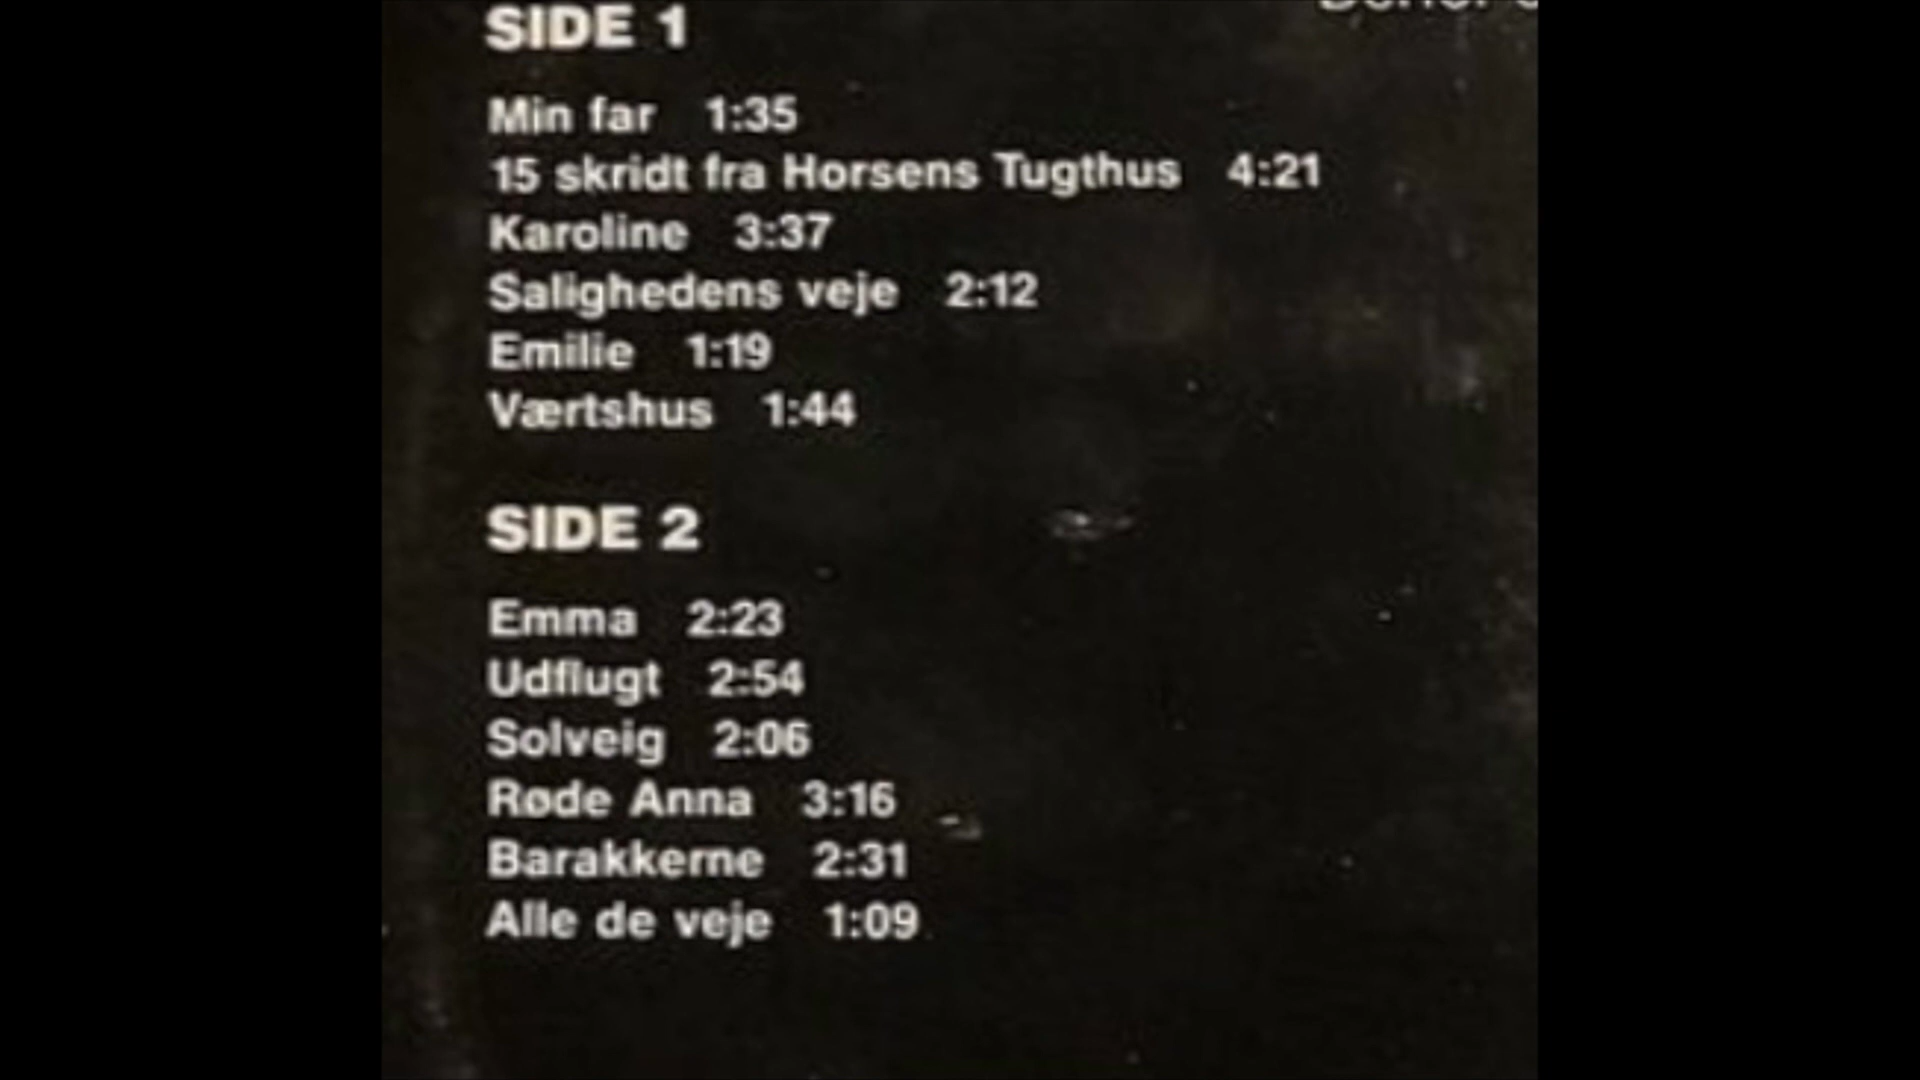 SIDE 1
Min far 1:35
15 skridt fra Horsens Tugthus 4:21
Karoline 3:37
Salighedens veje 2:12
Emilie 1:19
Værtshus 1:44
SIDE 2
Emma 2:23
Udflugt 2:54
Solveig 2:06
Røde Anna 3:16
Barakkerne 2:31
Alle de veje 1:09